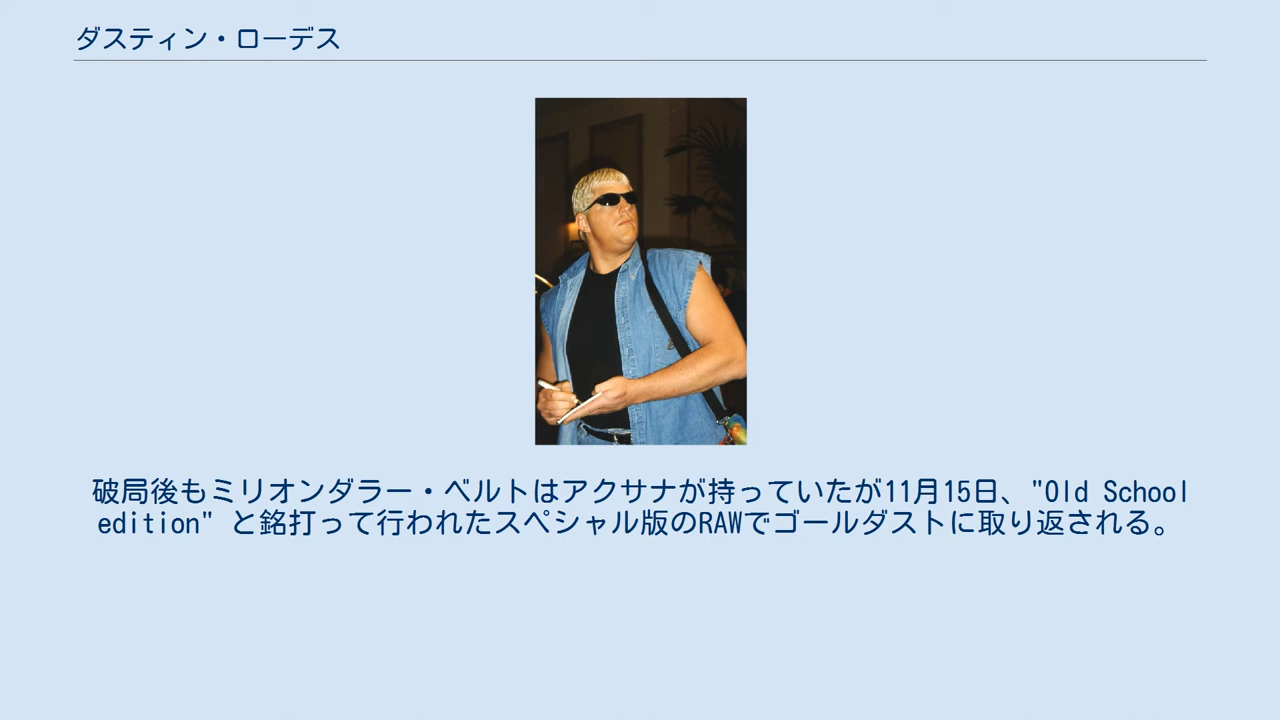 ダスティン・ローデス
破局後もミリオンダラー・ベルトはアクサナが持っていたが11月15日、"Old School
edition" と銘打って行われたスペシャル版のRAWでゴールダストに取り返される。